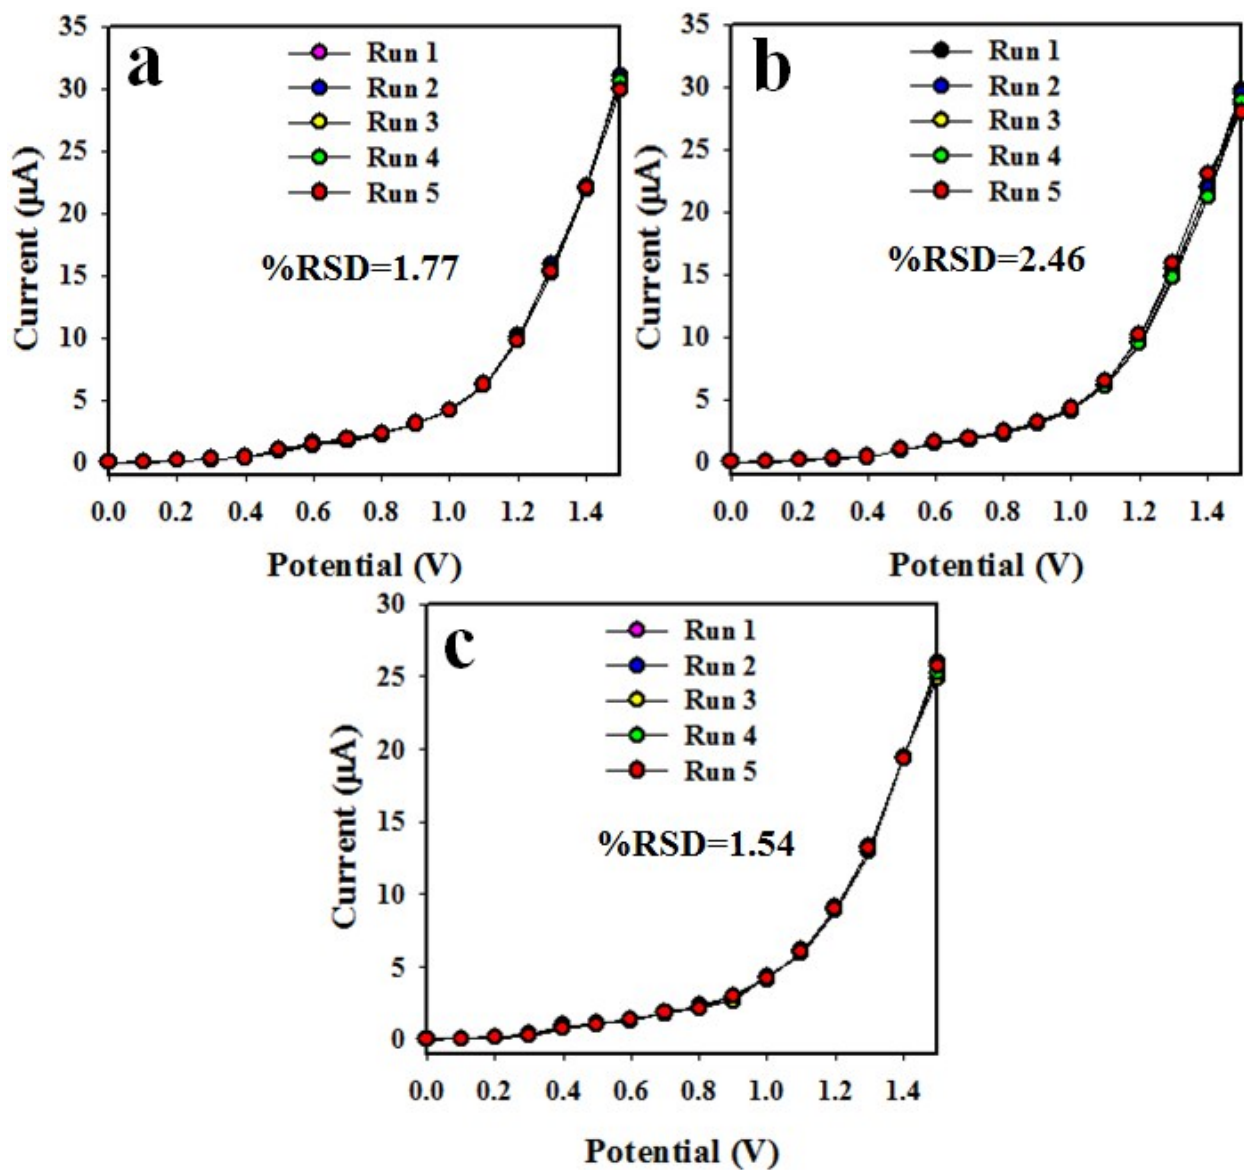 a
Run 1
Run 2
Run 3
Run 4
Run 5
%RSD=1.77
35
30
25
20
15
10
5
0
Current (µA)
0.0 0.2 0.4 0.6 0.8 1.0 1.2 1.4
Potential (V)
b
Run 1
Run 2
Run 3
Run 4
Run 5
%RSD=2.46
35
30
25
20
15
10
5
0
Current (µA)
0.0 0.2 0.4 0.6 0.8 1.0 1.2 1.4
Potential (V)
c
Run 1
Run 2
Run 3
Run 4
Run 5
%RSD=1.54
30
25
20
15
10
5
0
Current (µA)
0.0 0.2 0.4 0.6 0.8 1.0 1.2 1.4
Potential (V)